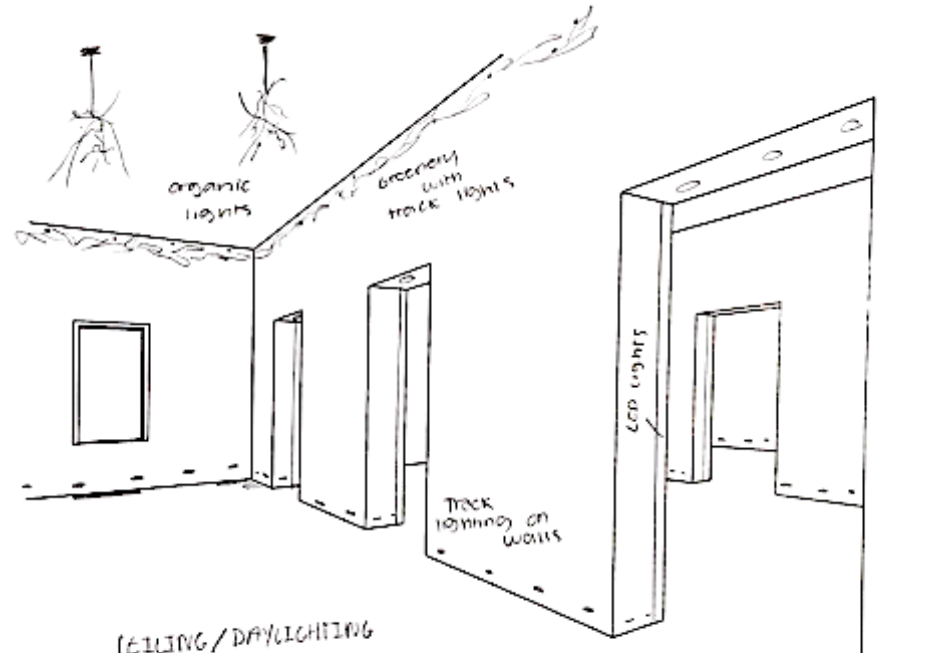 organic
lights
Greenery
with
track lights
LED lights
Track
lighting on
walls
CEILING/DAYLIGHTING